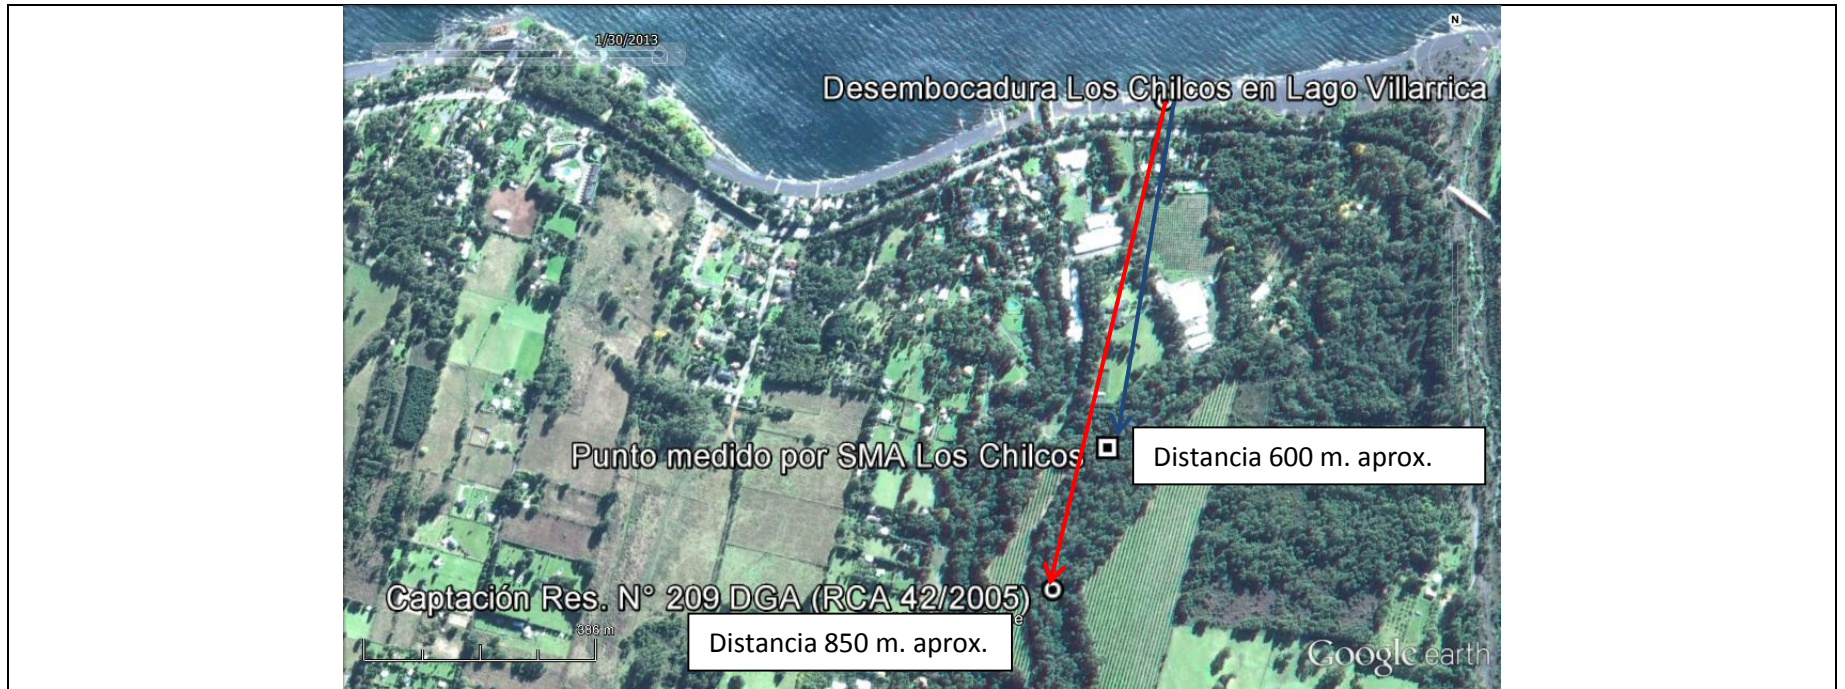 1/30/2013
N
Desembocadura Los Chilcos en Lago Villarrica
Punto medido por SMA Los Chilcos
Distancia 600 m. aprox.
Captación Res. N° 209 DGA (RCA 42/2005)
386 m
e
Distancia 850 m. aprox.
Google earth